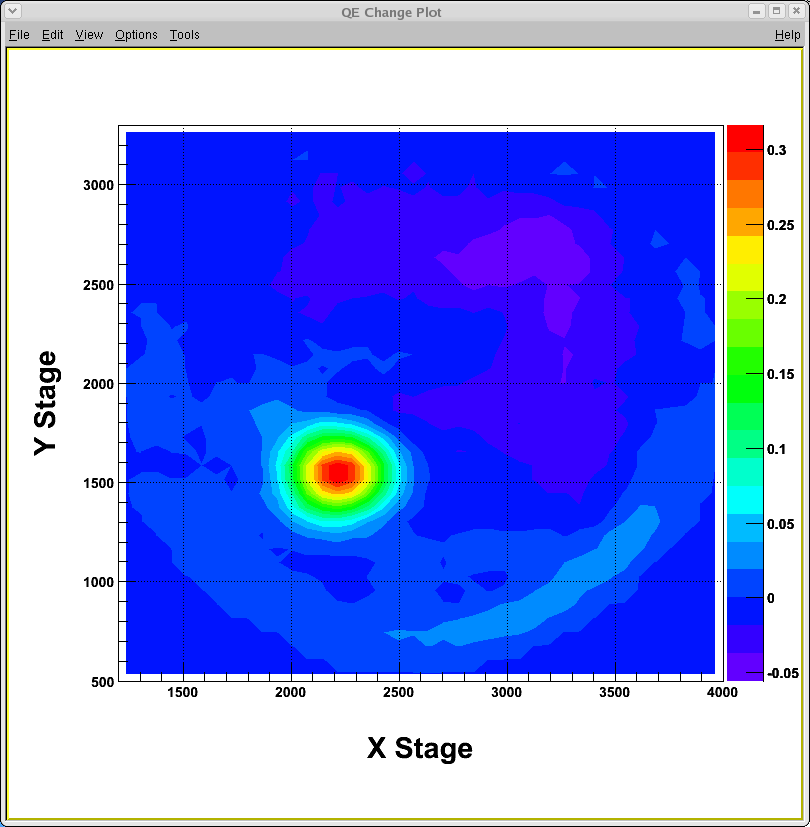 QE Change Plot
File Edit View Options Tools Help
0.3
3000
0.25
2500
0.2
Y Stage
2000
0.15
0.1
1500
0.05
1000
0
500
-0.05
1500 2000 2500 3000 3500 4000
X Stage